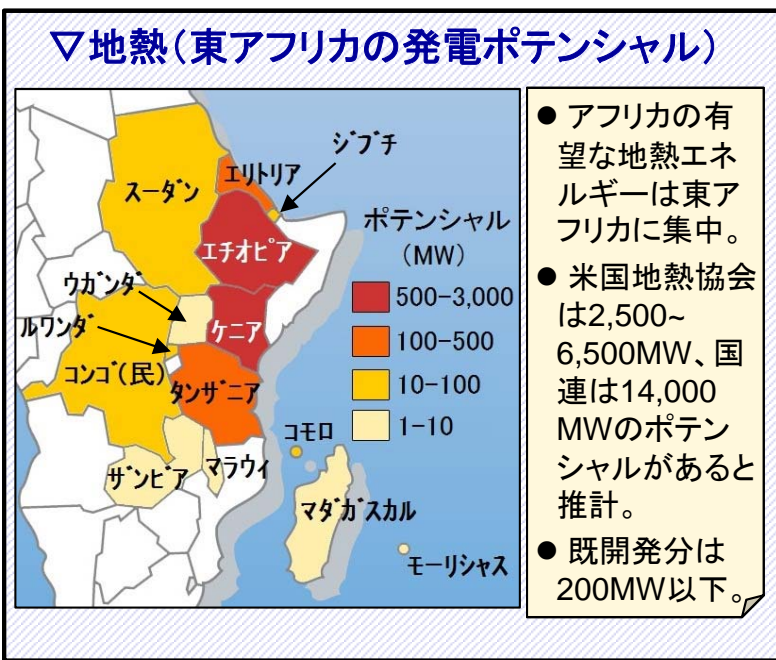 ▽地熱(東アフリカの発電ポテンシャル)
ジブチ
エリトリア
スーダン
ポテンシャル
(MW)
エチオピア
500-3,000
ウガンダ
ルワンダ
ケニア
100-500
コンゴ(民)
タンザニア
10-100
コモロ
1-10
ザンビア
マラウィ
マダガスカル
モーリシャス
● アフリカの有
望な地熱エネ
ルギーは東ア
フリカに集中。
● 米国地熱協会
は2,500~
6,500MW、国
連は14,000
MWのポテン
シャルがあると
推計。
● 既開発分は
200MW以下。